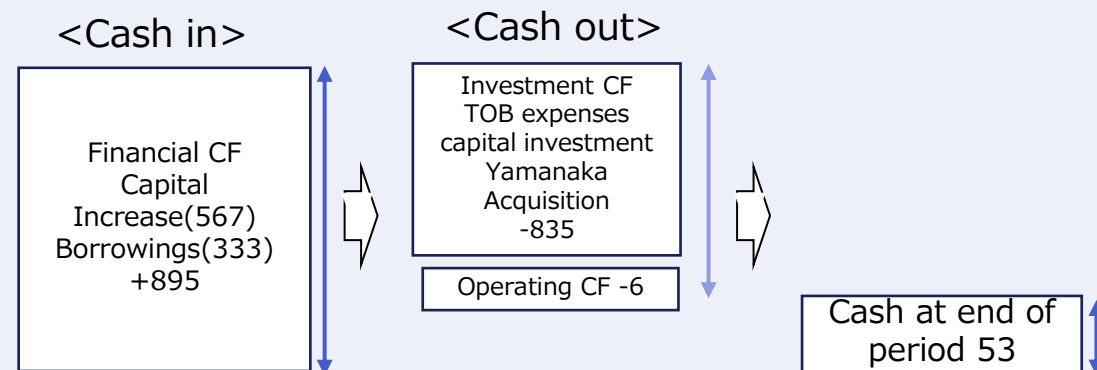 <Cash in>
Financial CF
Capital
Increase(567)
Borrowings(333)
+895
<Cash out>
Investment CF
TOB expenses
capital investment
Yamanaka
Acquisition
-835
Operating CF -6
Cash at end of
period 53